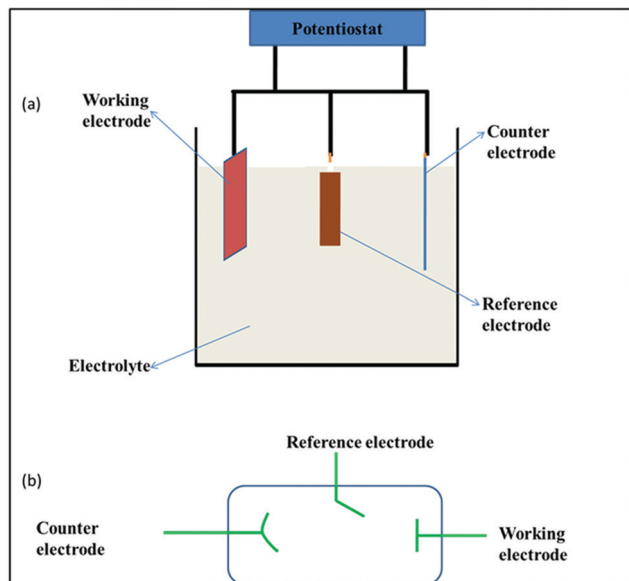 Potentiostat
(a)
Working
electrode
Counter
electrode
Reference
electrode
Electrolyte
Reference electrode
(b)
Counter
electrode
Working
electrode